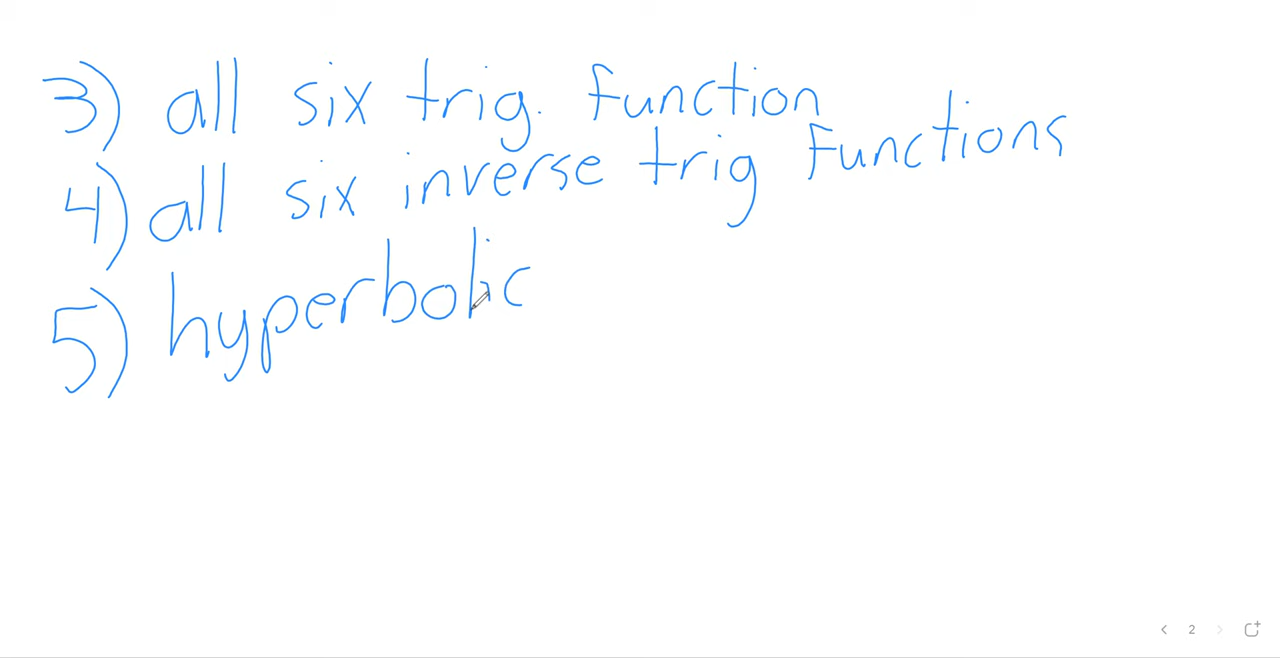 3) all six trig. function
4) all six inverse trig functions
5) hyperbolic
2